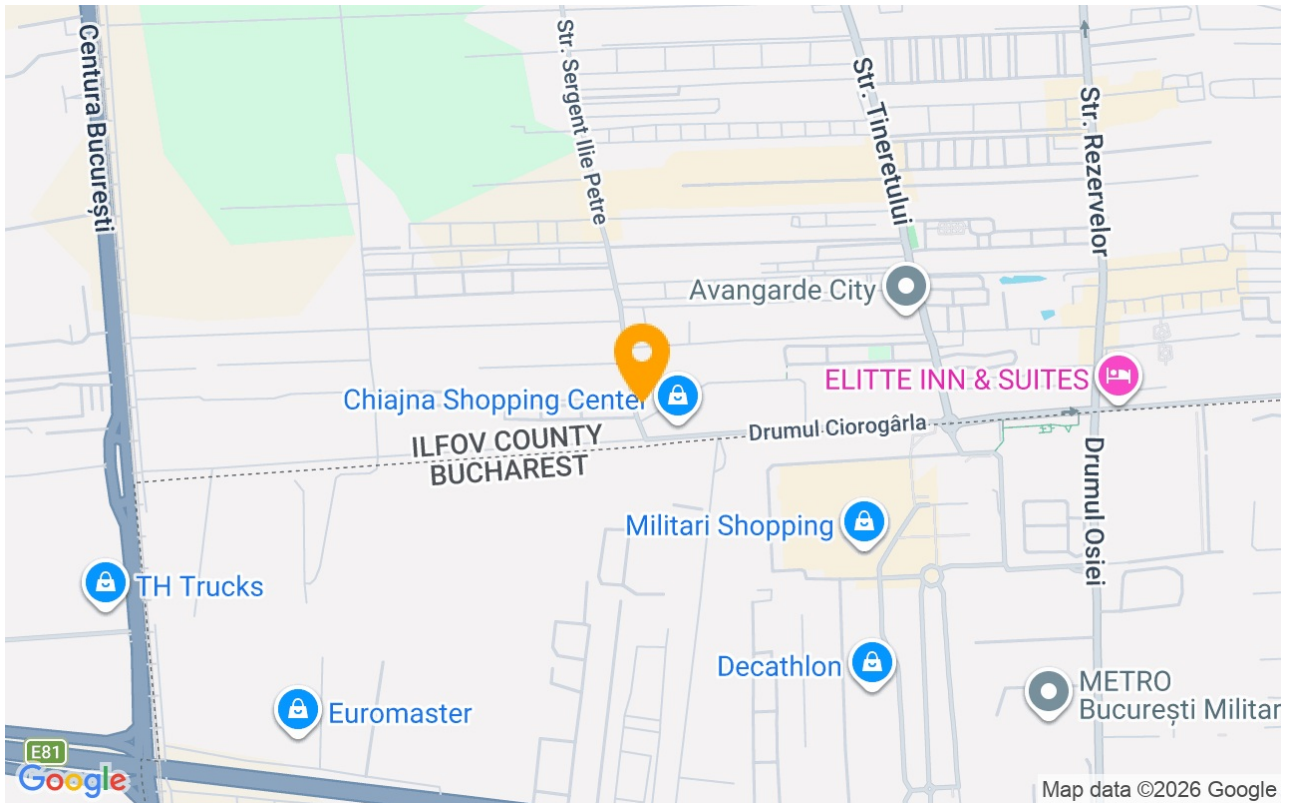 Centura București
Str. Sergent Ilie Petre
Str. Tineretului
Str. Rezervelor
Avangarde City
ELITTE INN & SUITES
Chiajna Shopping Center
Drumul Ciorogârla
ILFOV COUNTY
BUCHAREST
Drumul Osiei
Militari Shopping
TH Trucks
Decathlon
METRO
București Militar
Euromaster
E81
Google
Map data ©2026 Google